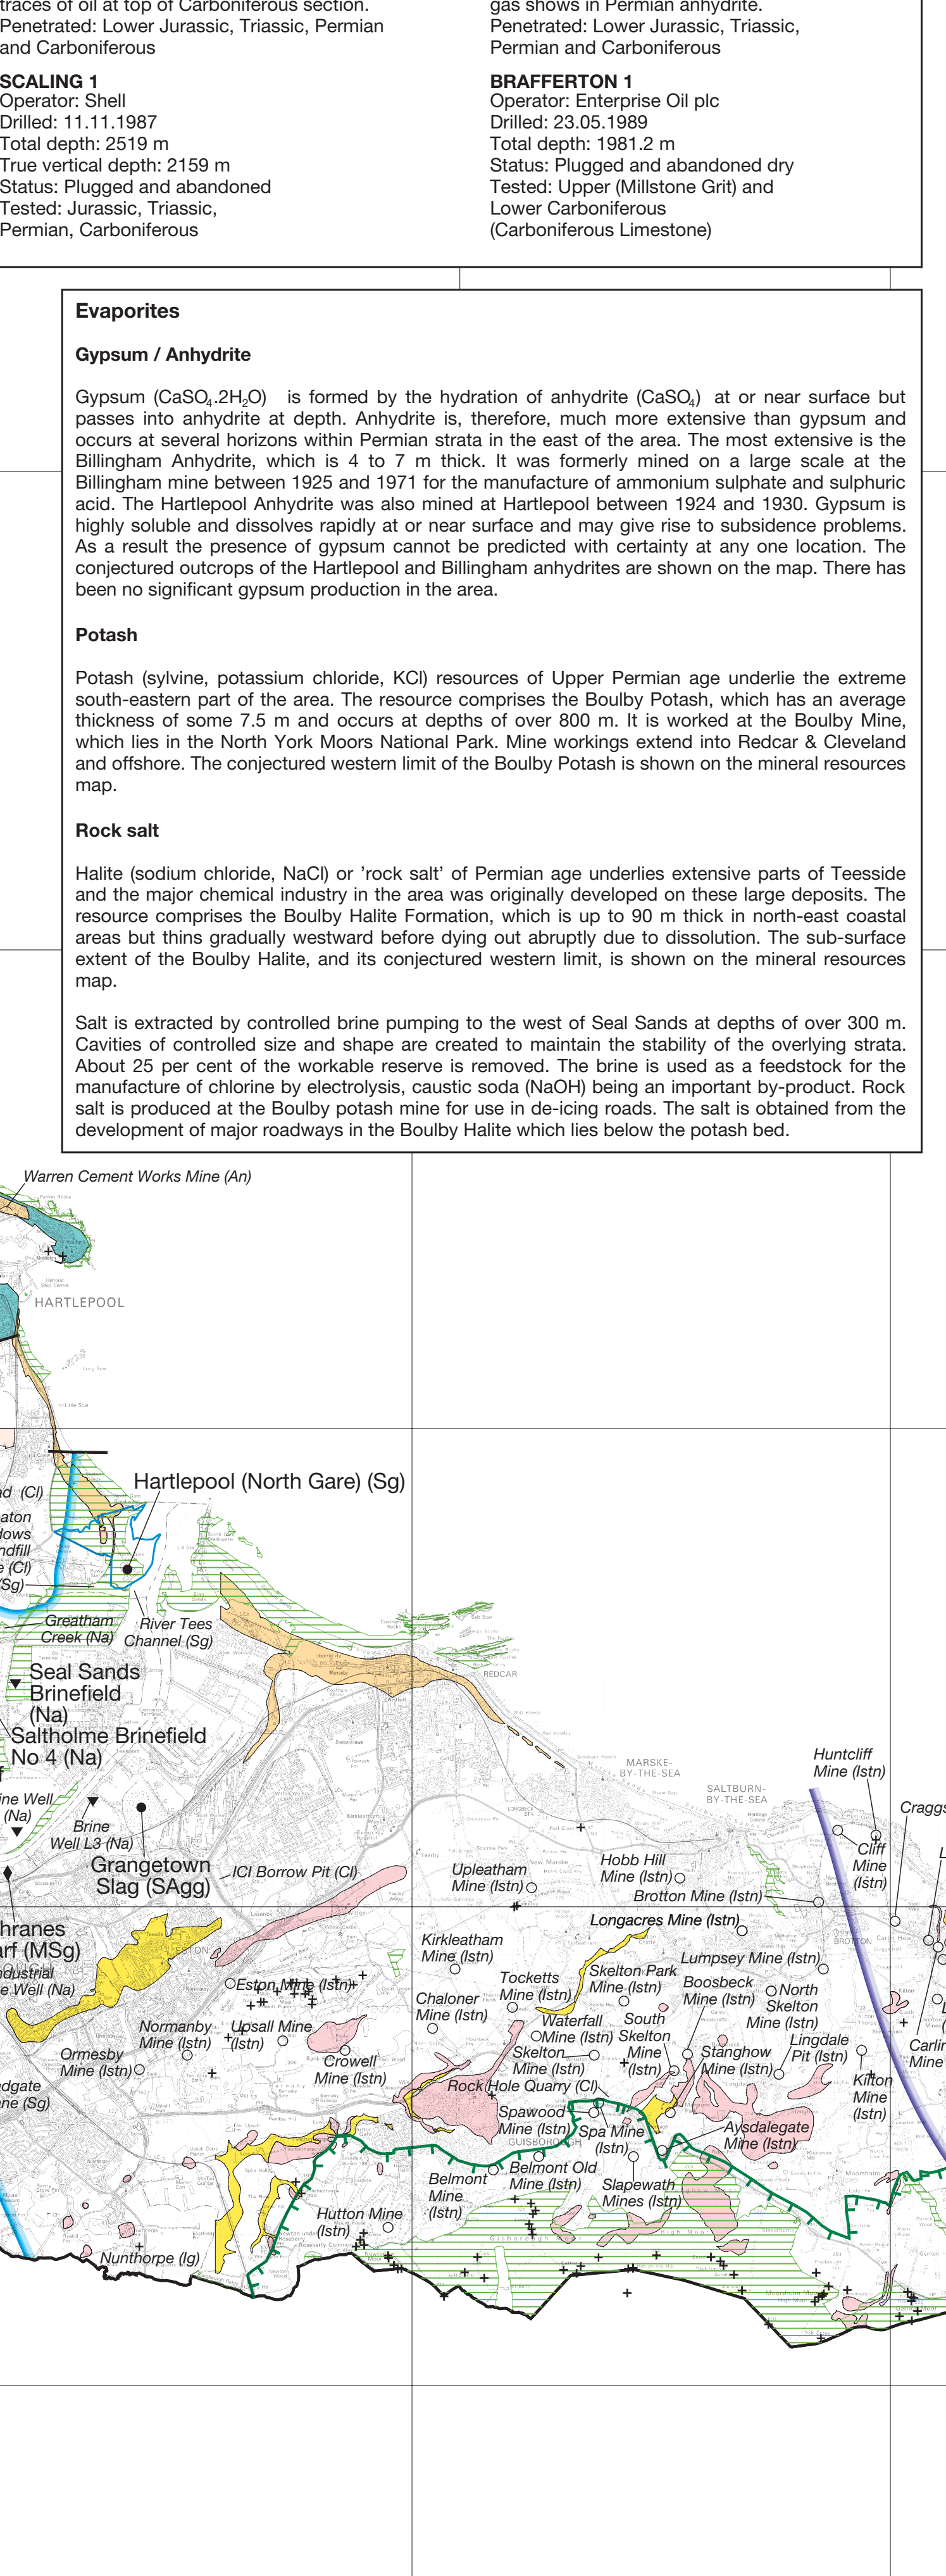 traces of oil at top of Carboniferous section.
Penetrated: Lower Jurassic, Triassic, Permian
and Carboniferous
SCALING 1
Operator: Shell
Drilled: 11.11.1987
Total depth: 2519 m
True vertical depth: 2159 m
Status: Plugged and abandoned
Tested: Jurassic, Triassic,
Permian, Carboniferous
gas shows in Permian anhydrite.
Penetrated: Lower Jurassic, Triassic,
Permian and Carboniferous
BRAFFERTON 1
Operator: Enterprise Oil plc
Drilled: 23.05.1989
Total depth: 1981.2 m
Status: Plugged and abandoned dry
Tested: Upper (Millstone Grit) and
Lower Carboniferous
(Carboniferous Limestone)
Evaporites
Gypsum / Anhydrite
Gypsum (CaSO₄.2H₂O) is formed by the hydration of anhydrite (CaSO₄) at or near surface but
passes into anhydrite at depth. Anhydrite is, therefore, much more extensive than gypsum and
occurs at several horizons within Permian strata in the east of the area. The most extensive is the
Billingham Anhydrite, which is 4 to 7 m thick. It was formerly mined on a large scale at the
Billingham mine between 1925 and 1971 for the manufacture of ammonium sulphate and sulphuric
acid. The Hartlepool Anhydrite was also mined at Hartlepool between 1924 and 1930. Gypsum is
highly soluble and dissolves rapidly at or near surface and may give rise to subsidence problems.
As a result the presence of gypsum cannot be predicted with certainty at any one location. The
conjectured outcrops of the Hartlepool and Billingham anhydrites are shown on the map. There has
been no significant gypsum production in the area.
Potash
Potash (sylvine, potassium chloride, KCl) resources of Upper Permian age underlie the extreme
south-eastern part of the area. The resource comprises the Boulby Potash, which has an average
thickness of some 7.5 m and occurs at depths of over 800 m. It is worked at the Boulby Mine,
which lies in the North York Moors National Park. Mine workings extend into Redcar & Cleveland
and offshore. The conjectured western limit of the Boulby Potash is shown on the mineral resources
map.
Rock salt
Halite (sodium chloride, NaCl) or ’rock salt’ of Permian age underlies extensive parts of Teesside
and the major chemical industry in the area was originally developed on these large deposits. The
resource comprises the Boulby Halite Formation, which is up to 90 m thick in north-east coastal
areas but thins gradually westward before dying out abruptly due to dissolution. The sub-surface
extent of the Boulby Halite, and its conjectured western limit, is shown on the mineral resources
map.
Salt is extracted by controlled brine pumping to the west of Seal Sands at depths of over 300 m.
Cavities of controlled size and shape are created to maintain the stability of the overlying strata.
About 25 per cent of the workable reserve is removed. The brine is used as a feedstock for the
manufacture of chlorine by electrolysis, caustic soda (NaOH) being an important by-product. Rock
salt is produced at the Boulby potash mine for use in de-icing roads. The salt is obtained from the
development of major roadways in the Boulby Halite which lies below the potash bed.
Warren Cement Works Mine (An)
HARTLEPOOL
Hartlepool (North Gare) (Sg)
(Cl)
aton
lows
ndfill
(Cl)
(Sg)
Greatham
Creek (Na)
River Tees
Channel (Sg)
Seal Sands
Brinefield
(Na)
Saltholme Brinefield
No 4 (Na)
REDCAR
MARSKE-
BY-THE-SEA
SALTBURN-
BY-THE-SEA
Huntcliff
Mine (Istn)
Craggs
ine Well
(Na)
Brine
Well L3 (Na)
Grangetown
Slag (SAgg)
ICI Borrow Pit (Cl)
Upleatham
Mine (Istn)
Hobb Hill
Mine (Istn)
Cliff
Mine
(Istn)
Brotton Mine (Istn)
hranes
arf (MSg)
ndustrial
e Well (Na)
ESTON
Longacres Mine (Istn)
BROTTON
Kirkleatham
Mine (Istn)
Lumpsey Mine (Istn)
Eston Mine (Istn)
Tocketts
Mine (Istn)
Skelton Park
Mine (Istn)
Boosbeck
Mine (Istn)
North
Skelton
Mine (Istn)
Chaloner
Mine (Istn)
Normanby
Mine (Istn)
Upsall Mine
(Istn)
Waterfall
Mine (Istn)
South
Skelton
Mine
(Istn)
Lingdale
Pit (Istn)
Ormesby
Mine (Istn)
Crowell
Mine (Istn)
Skelton
Mine (Istn)
Stanghow
Mine (Istn)
Carlin
Mine
Kilton
Mine
(Istn)
Rock Hole Quarry (Cl)
dgate
ne (Sg)
Spawood
Mine (Istn)
GUISBOROUGH
Spa Mine
(Istn)
Aysdalegate
Mine (Istn)
Belmont
Mine
(Istn)
Belmont Old
Mine (Istn)
Slapewath
Mines (Istn)
Hutton Mine
(Istn)
Nunthorpe (Ig)